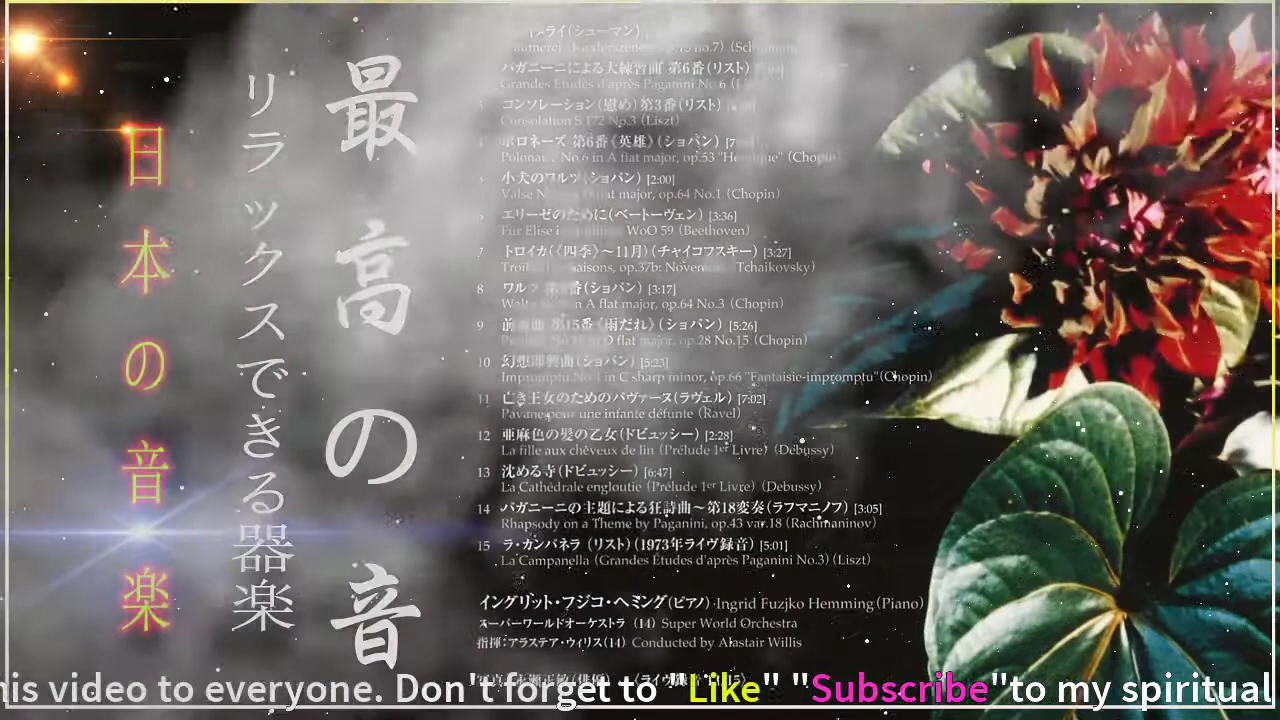 日本の音楽
リラックスできる器楽
最高の音
ライ(シューマン)
パガニーニによる大練習曲 第6番(リスト)
Grandes Études d'après Paganini No.6
コンソレーション(慰め)第3番(リスト)
Consolation S 172 No.3 (Liszt)
ポロネーズ 第6番《英雄》(ショパン)
Polonaise No.6 in A flat major, op.53 "Héroïque" (Chopin)
小犬のワルツ(ショパン) [2:00]
Valse flat major, op.64 No.1 (Chopin)
エリーゼのために(ベートーヴェン) [3:36]
Für Elise WoO 59 (Beethoven)
7 トロイカ(《四季》~11月)(チャイコフスキー) [3:27]
saisons, op.37b: Tchaikovsky)
8 ワルツ 番(ショパン) [3:17]
in A flat major, op.64 No.3 (Chopin)
9 前奏曲 第15番《雨だれ》(ショパン) [5:26]
D flat major, op.28 No.15 (Chopin)
10 幻想即興曲(ショパン) [5:23]
Impromptu No.4 in C sharp minor, op.66 "Fantaisie-impromptu"(Chopin)
11 亡き王女のためのパヴァーヌ(ラヴェル) [7:02]
Pavane pour une infante défunte (Ravel)
12 亜麻色の髪の乙女(ドビュッシー) [2:28]
La fille aux cheveux de lin (Prélude 1er Livre) (Debussy)
13 沈める寺(ドビュッシー) [6:47]
La Cathédrale engloutie (Prélude 1er Livre) (Debussy)
14 パガニーニの主題による狂詩曲~第18変奏(ラフマニノフ) [3:05]
Rhapsody on a Theme by Paganini, op.43 var.18 (Rachmaninov)
15 ラ・カンパネラ (リスト)(1973年ライヴ録音) [5:01]
La Campanella (Grandes Études d'après Paganini No.3) (Liszt)
イングリット・フジコ・ヘミング(ピアノ) Ingrid Fuzjko Hemming (Piano)
スーパーワールドオーケストラ (14) Super World Orchestra
指揮:アラステア・ウィリス(14) Conducted by Alastair Willis
his video to everyone. Don't forget to "Like" "Subscribe"to my spiritual